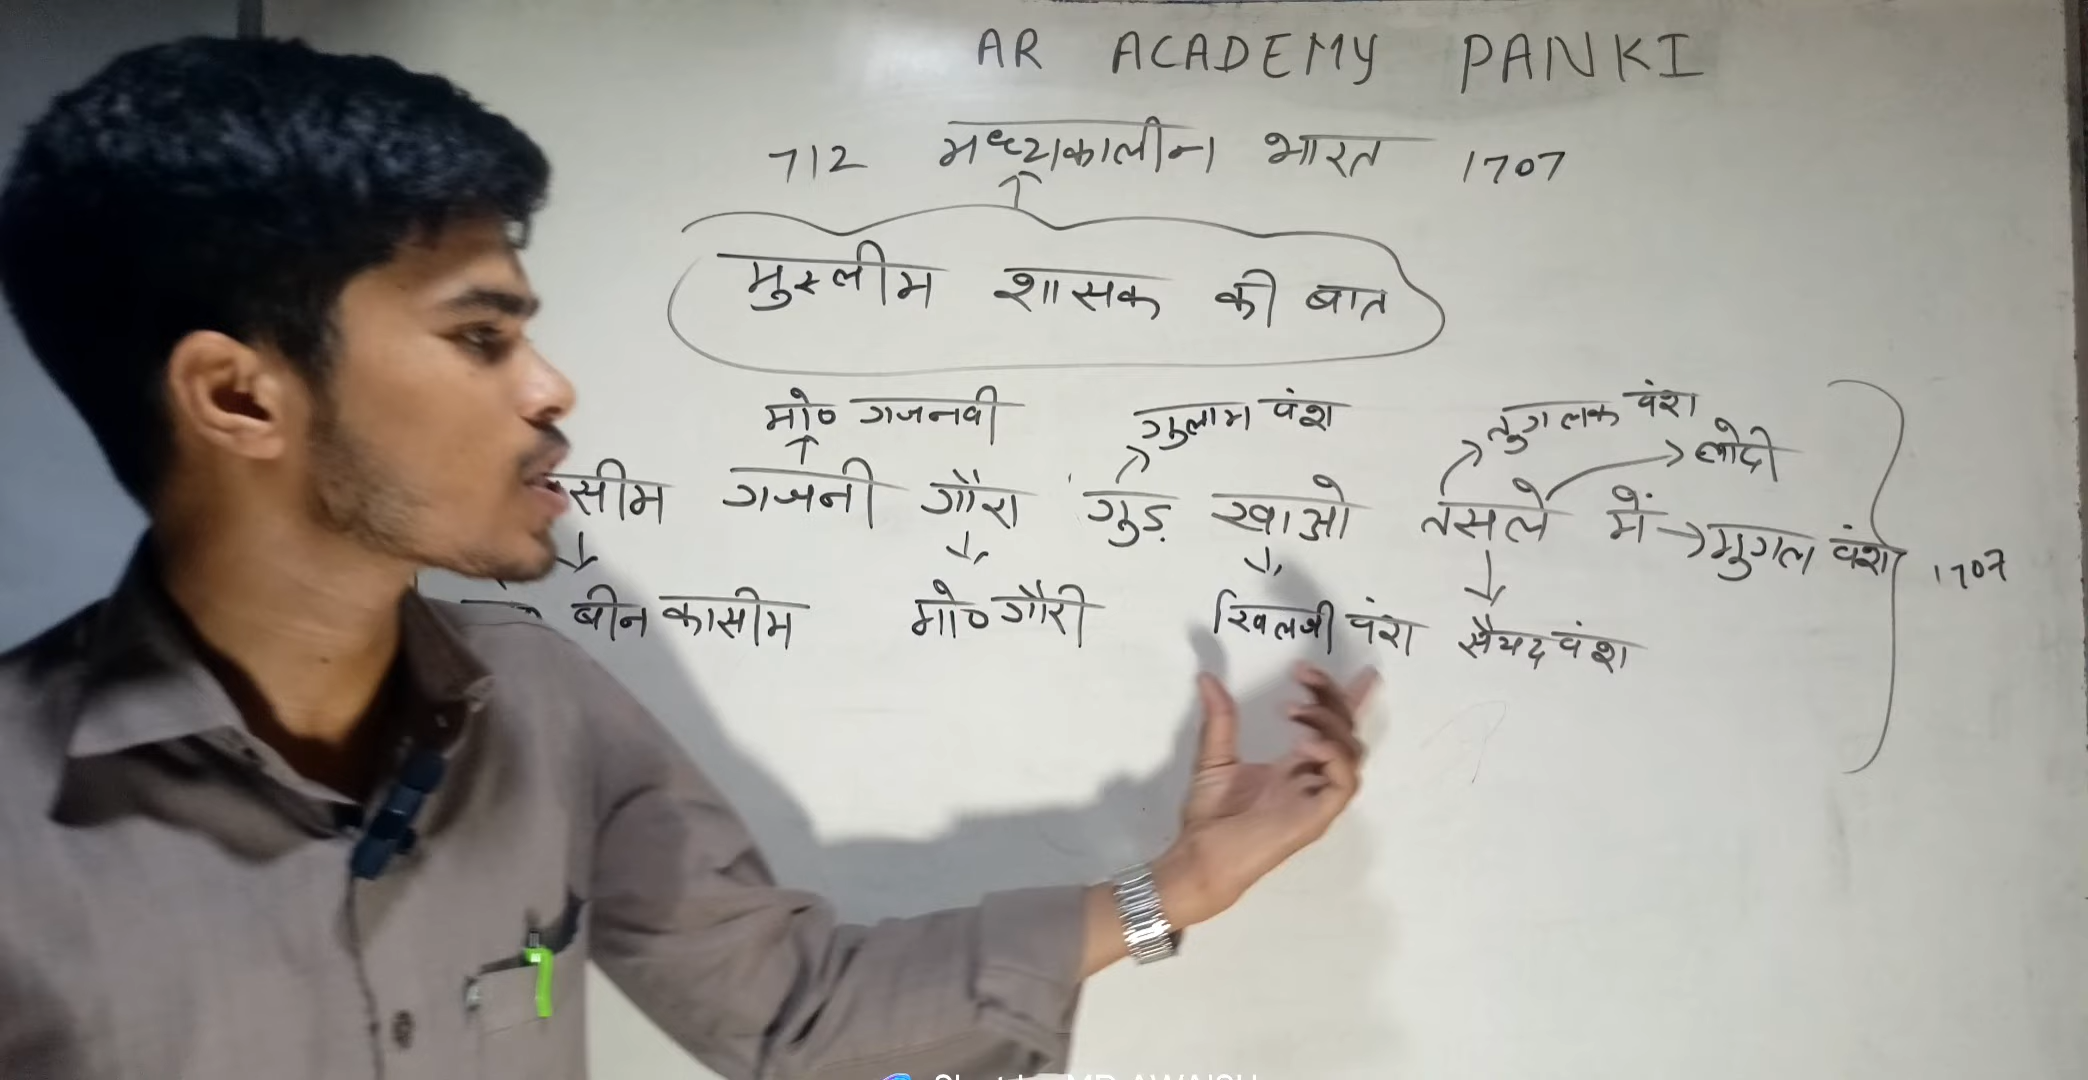 AR ACADEMY PANKI
712 मध्यकालीन भारत 1707
मुस्लीम शासक की बात
मो० गजनवी गुलाम वंश तुगलक वंश
लोदी
सीम गजनी गौरा गुड़ खाओ तसले में → मुगल वंश 1707
बीन कासीम मो० गौरी खिलजी वंश सैयद वंश